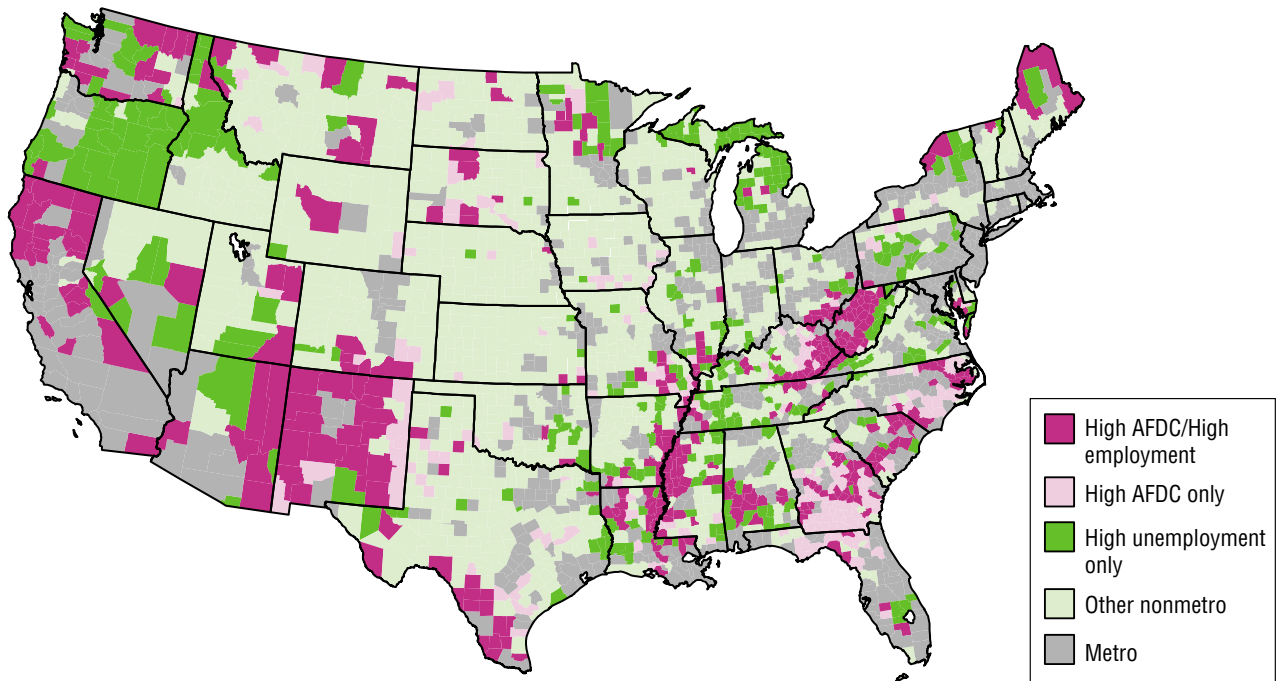 High AFDC/High
employment
High AFDC only
High unemployment
only
Other nonmetro
Metro